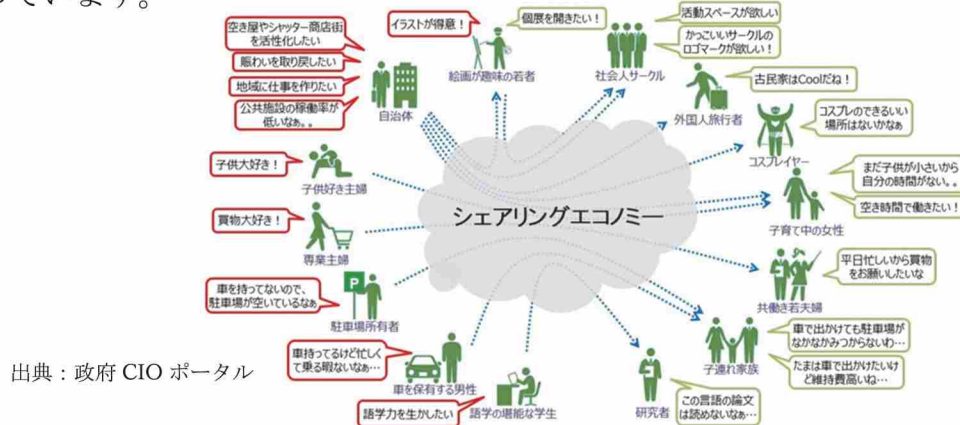 っています。
空き屋やシャッター商店街
を活性化したい
賑わいを取り戻したい
地域に仕事を作りたい
公共施設の稼働率が
低いなぁ。。
自治体
イラストが得意！
個展を開きたい！
絵画が趣味の若者
活動スペースが欲しい
かっこいいサークルの
ロゴマークが欲しい！
社会人サークル
古民家はCoolだね！
外国人旅行者
コスプレのできるいい
場所はないかなぁ
コスプレイヤー
子供大好き！
子供好き主婦
まだ子供が小さいから
自分の時間がない。。
空き時間で働きたい！
子育て中の女性
シェアリングエコノミー
買物大好き！
専業主婦
平日忙しいから買物
をお願いしたいな
共働き若夫婦
車を持ってないので、
駐車場が空いているなぁ
P
駐車場所有者
車で出かけても駐車場が
なかなかみつからないわ…
たまは車で出かけたいけ
ど維持費高いね…
子連れ家族
出典：政府 CIO ポータル
車持ってるけど忙しくて
乗る暇ないなぁ…
車を保有する男性
語学力を生かしたい
語学の堪能な学生
研究者
この言語の論文
は読めないなぁ…